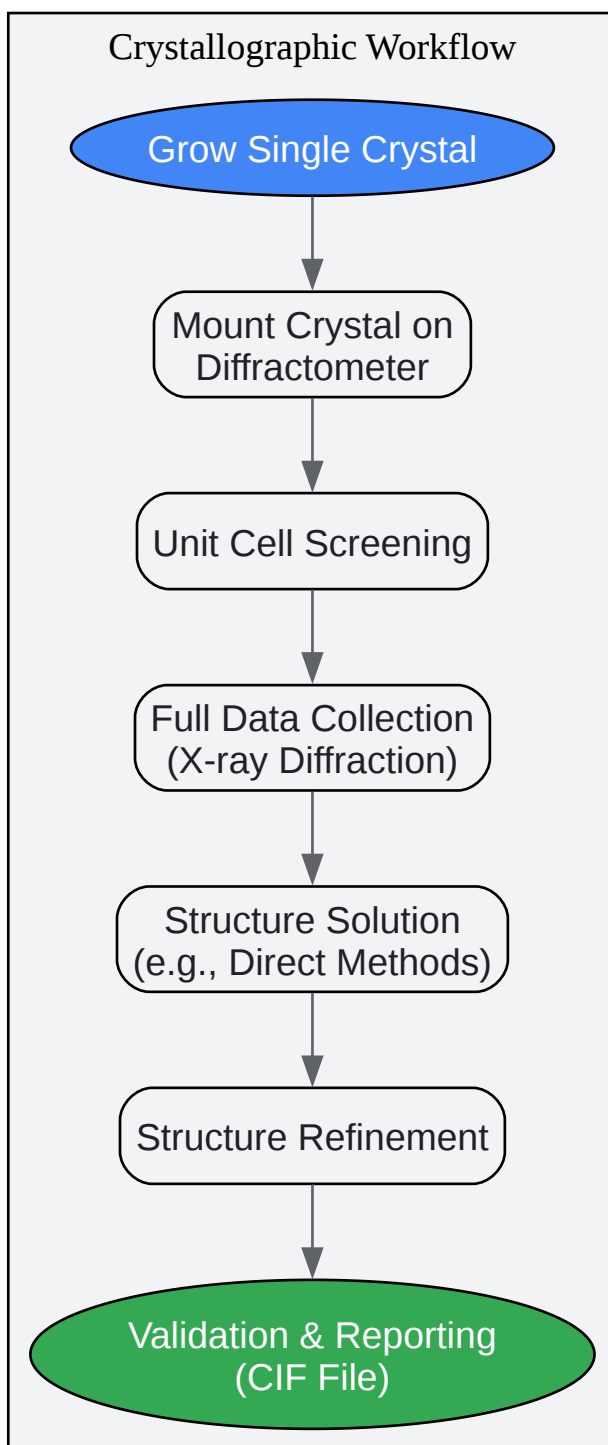 Crystallographic Workflow
Grow Single Crystal
Mount Crystal on
Diffractometer
Unit Cell Screening
Full Data Collection
(X-ray Diffraction)
Structure Solution
(e.g., Direct Methods)
Structure Refinement
Validation & Reporting
(CIF File)